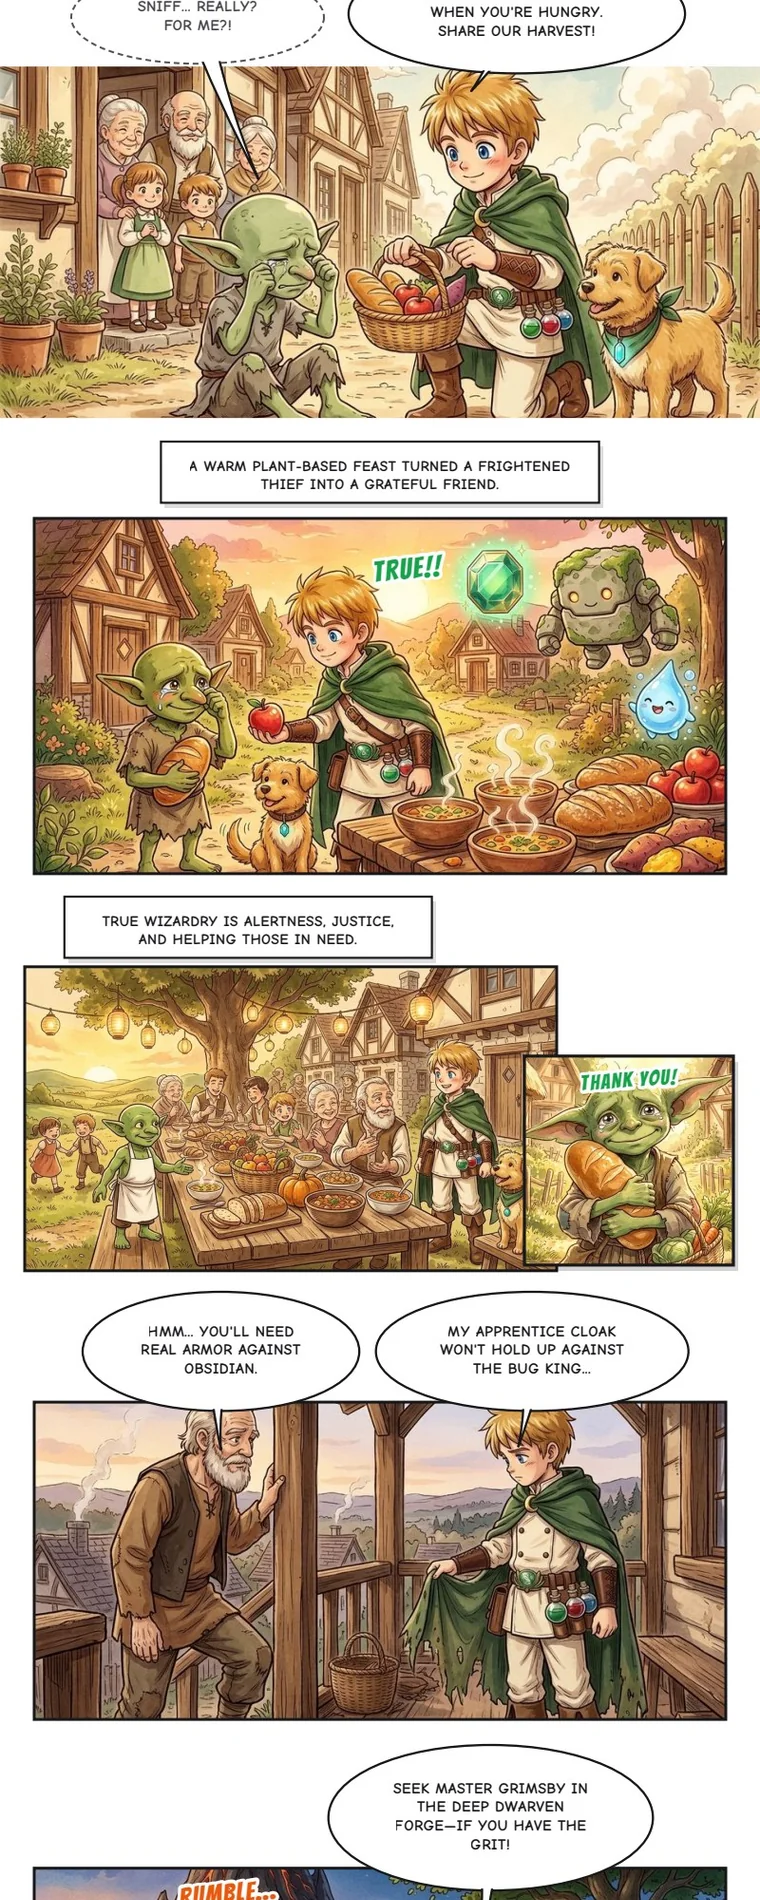 SNIFF... REALLY?
FOR ME?!
WHEN YOU'RE HUNGRY.
SHARE OUR HARVEST!
A WARM PLANT-BASED FEAST TURNED A FRIGHTENED
THIEF INTO A GRATEFUL FRIEND.
TRUE!!
TRUE WIZARDRY IS ALERTNESS, JUSTICE,
AND HELPING THOSE IN NEED.
THANK YOU!
HMM... YOU'LL NEED
REAL ARMOR AGAINST
OBSIDIAN.
MY APPRENTICE CLOAK
WON'T HOLD UP AGAINST
THE BUG KING...
SEEK MASTER GRIMSBY IN
THE DEEP DWARVEN
FORGE—IF YOU HAVE THE
GRIT!
RUMBLE...